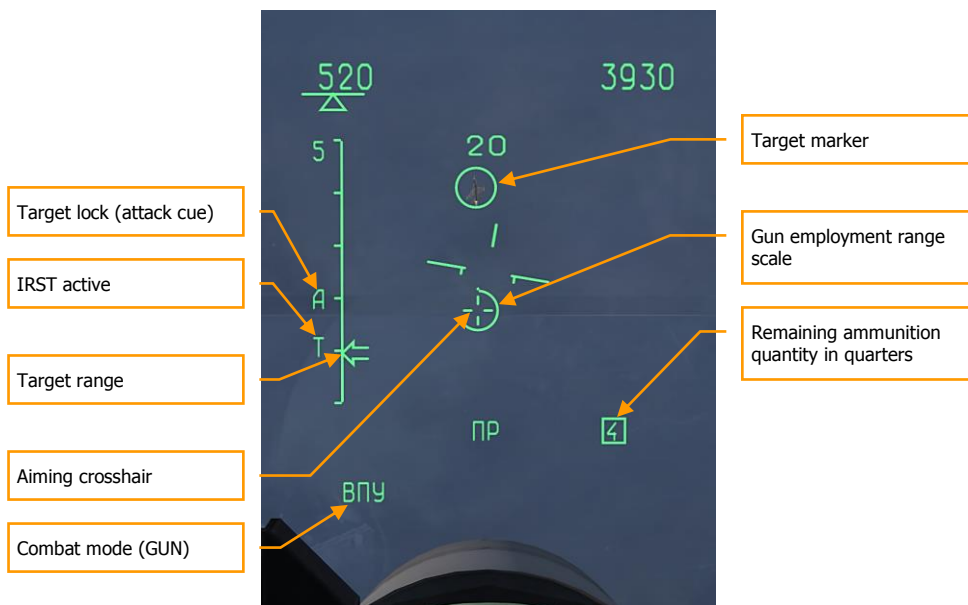 520
3930
5
20
Target marker
Target lock (attack cue)
Gun employment range
scale
IRST active
А
Т
Remaining ammunition
quantity in quarters
Target range
ПР
4
Aiming crosshair
ВПУ
Combat mode (GUN)